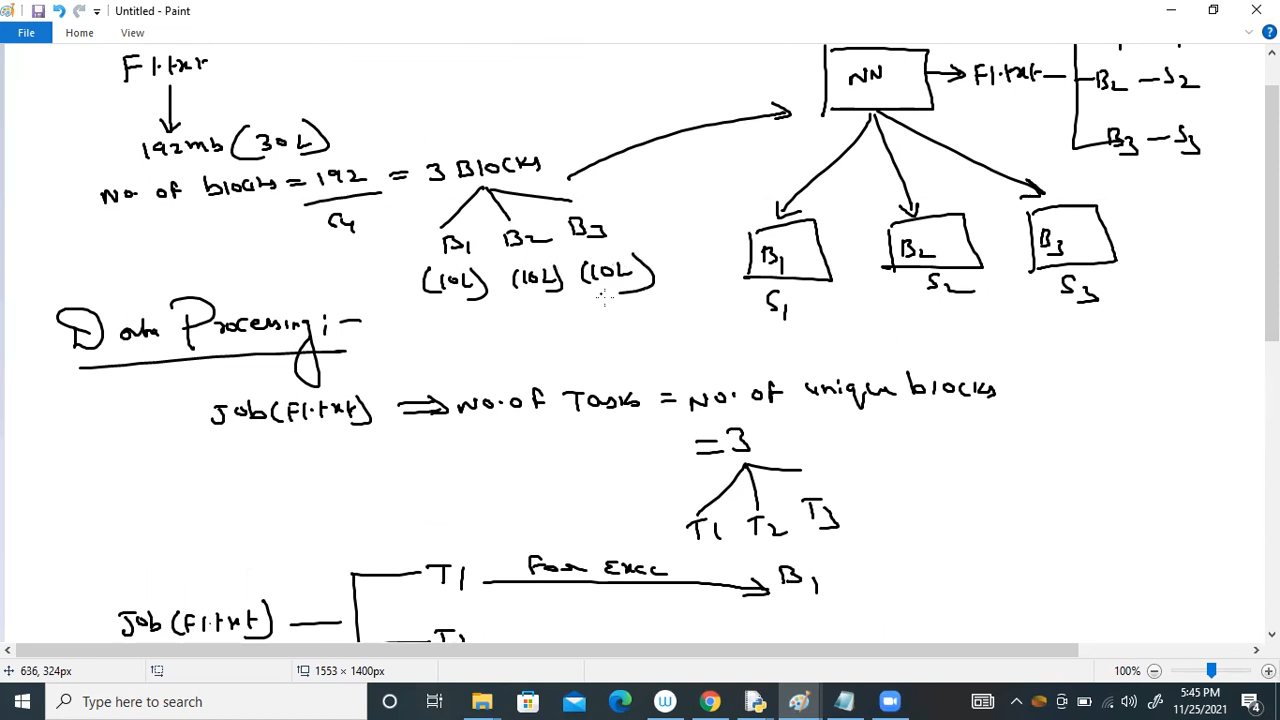 Untitled - Paint
File Home View
F1.txt
192mb (30L)
No. of blocks = 192 = 3 Blocks
64
B1 B2 B3
(10L) (10L) (10L)
NN F1.txt B2 - S2
B3 - S3
B1 B2 B3
S1 S2 S3
Data Processing :-
Job(F1.txt) ⇒ No. of Tasks = No. of unique blocks
= 3
T1 T2 T3
T1 For Exec B1
Job (F1.txt)
636, 324px 1553 × 1400px 100%
Type here to search
5:45 PM
11/25/2021
4